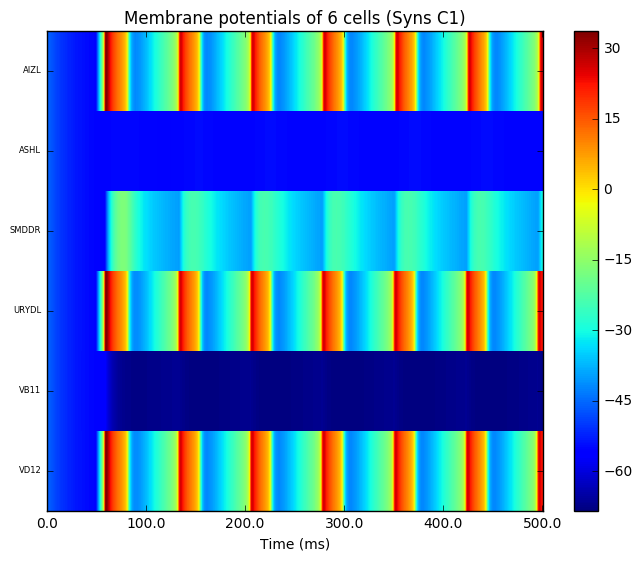 Membrane potentials of 6 cells (Syns C1)
AIZL
ASHL
SMDDR
URYDL
VB11
VD12
0.0 100.0 200.0 300.0 400.0 500.0
Time (ms)
30
15
0
−15
−30
−45
−60